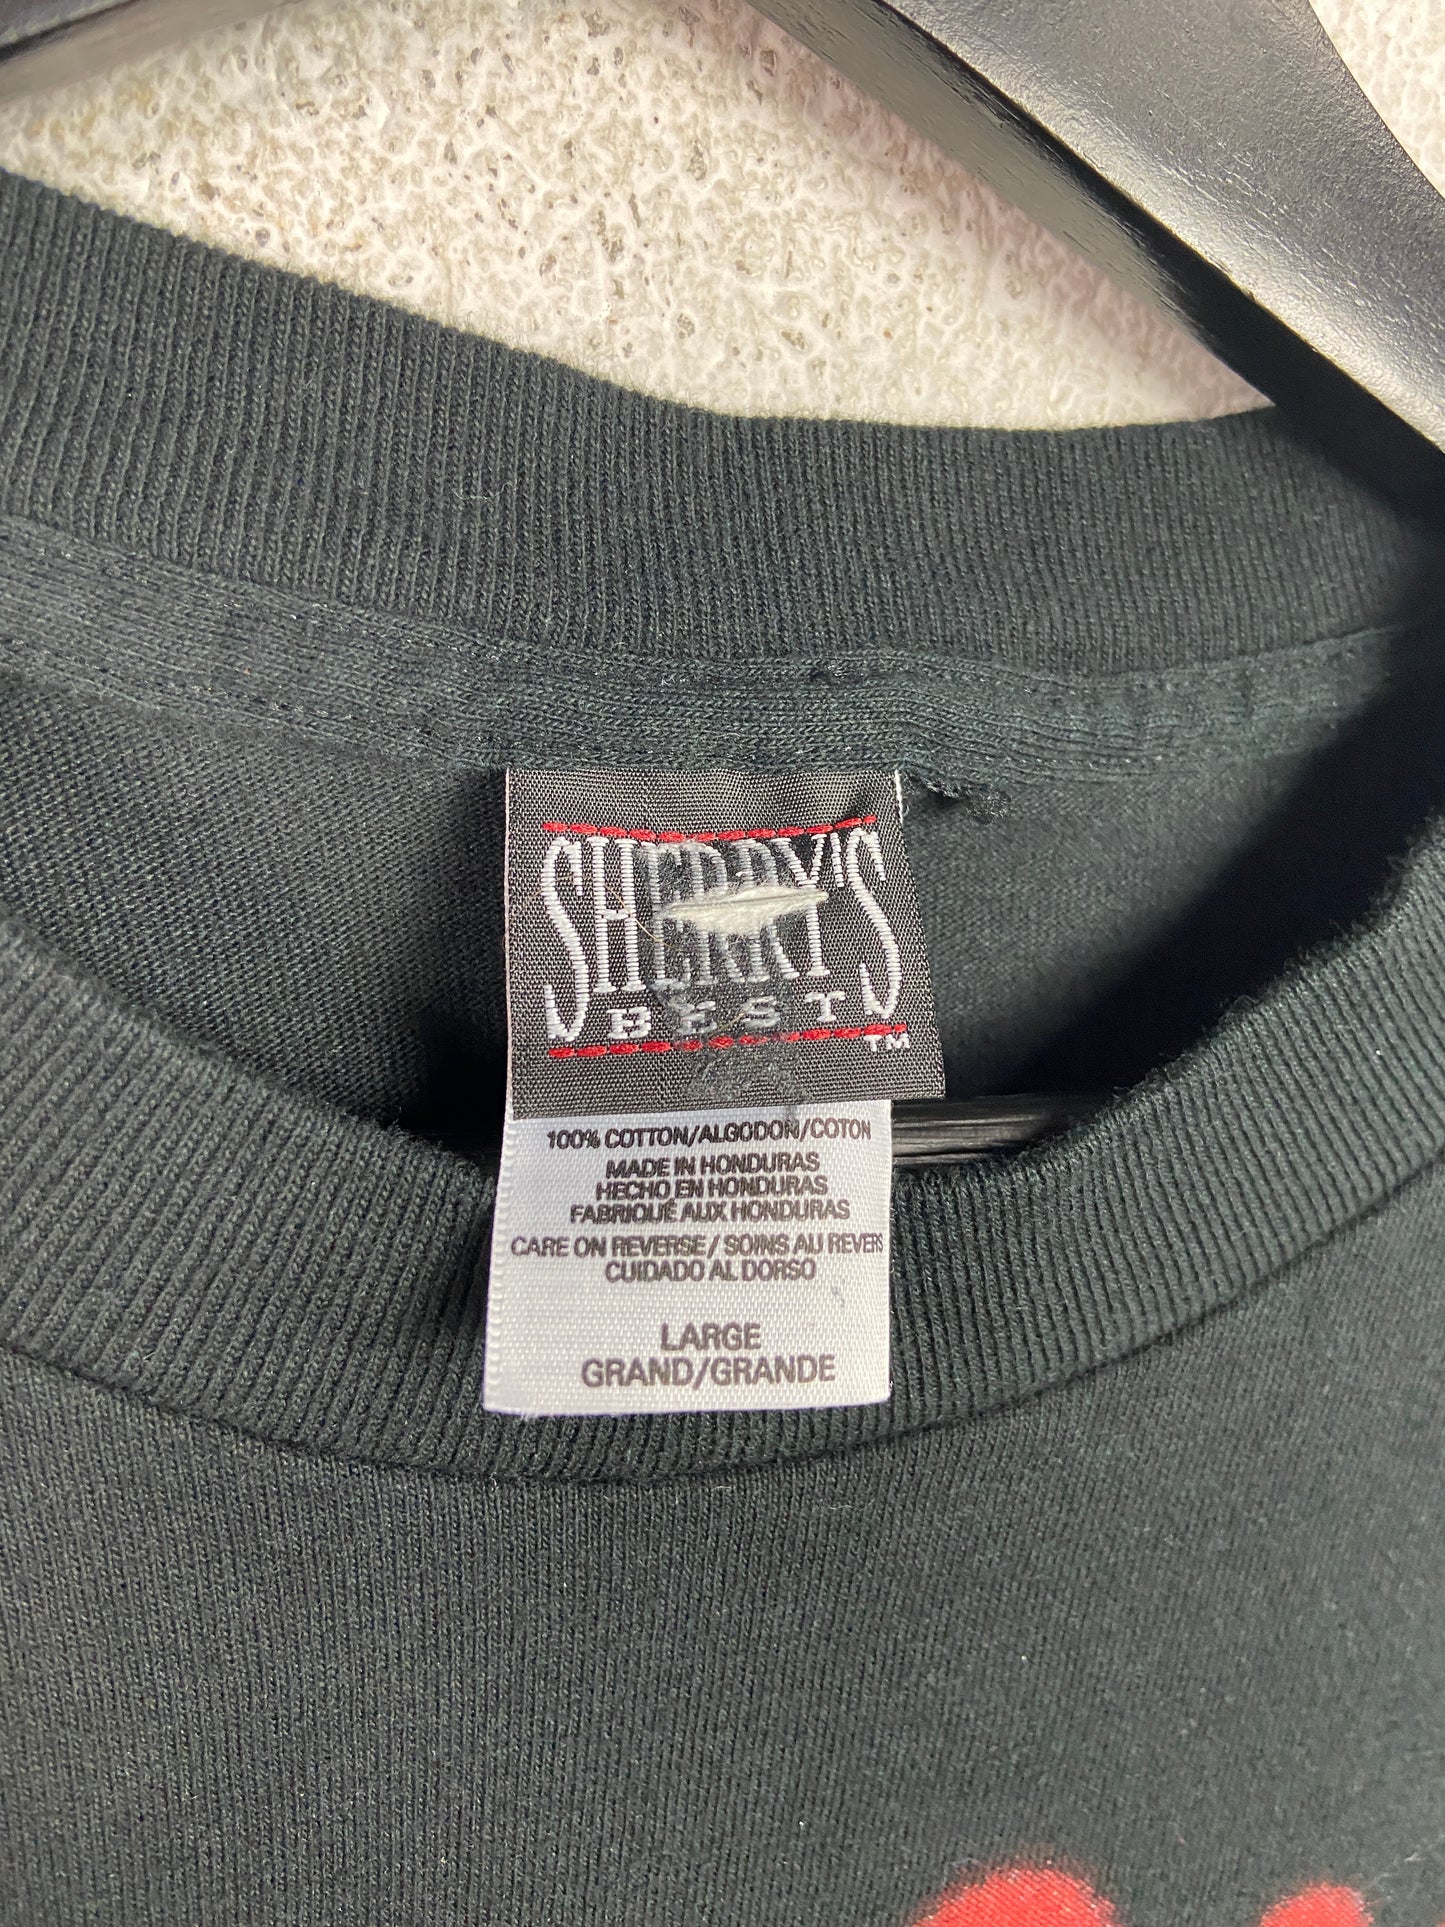 SHERRY'S
BEST
TM
100% COTTON/ALGODON/COTON
MADE IN HONDURAS
HECHO EN HONDURAS
FABRIQUÉ AUX HONDURAS
CARE ON REVERSE / SOINS AU REVERS
CUIDADO AL DORSO
LARGE
GRAND/GRANDE